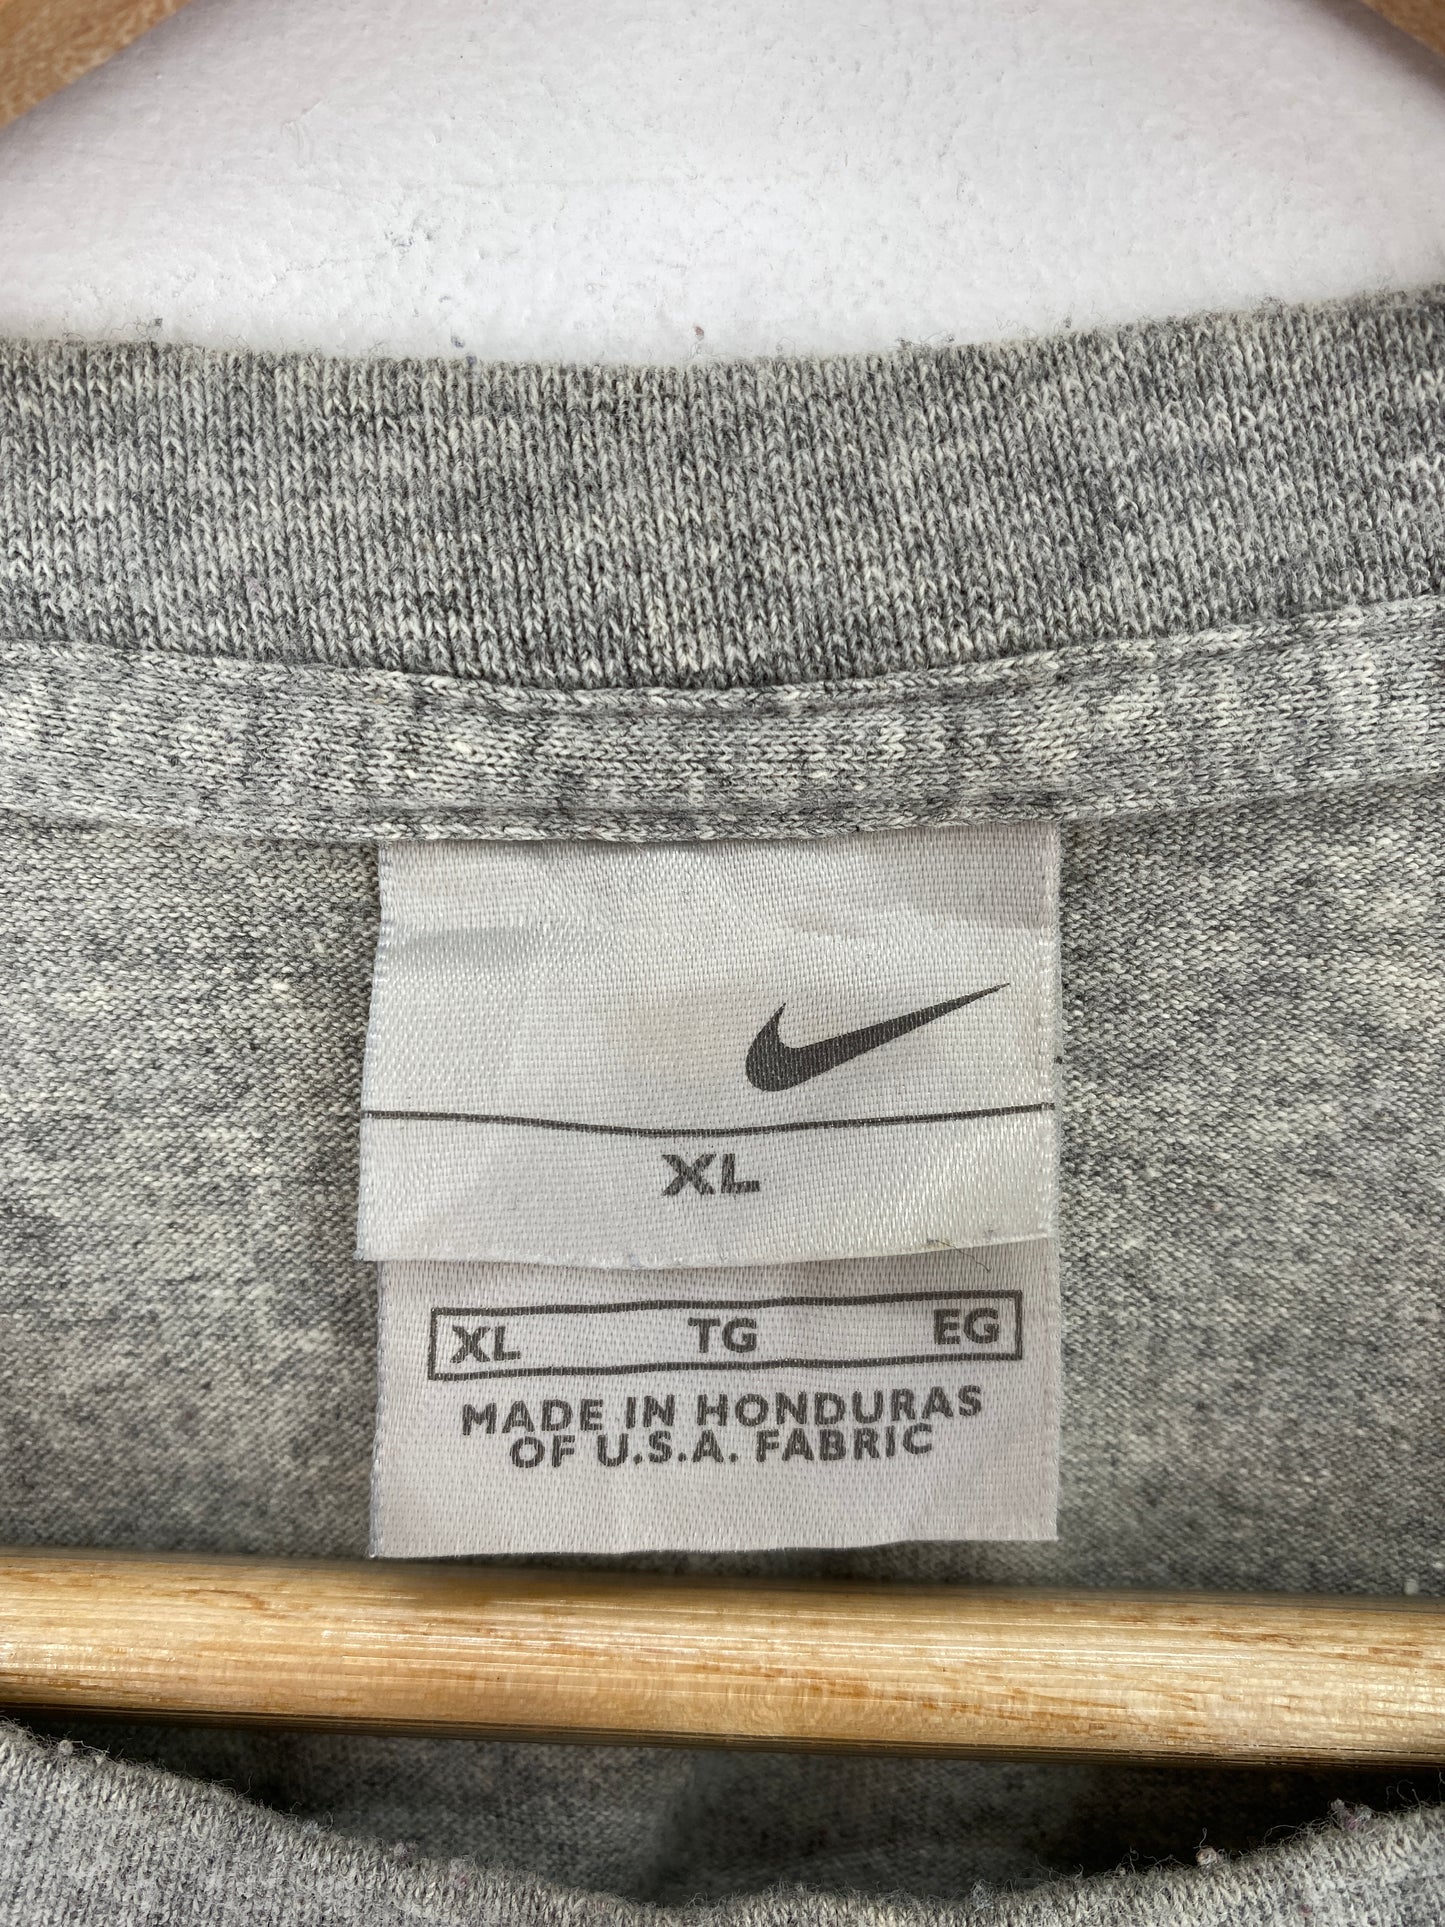 XL
XL TG EG
MADE IN HONDURAS
OF U.S.A. FABRIC